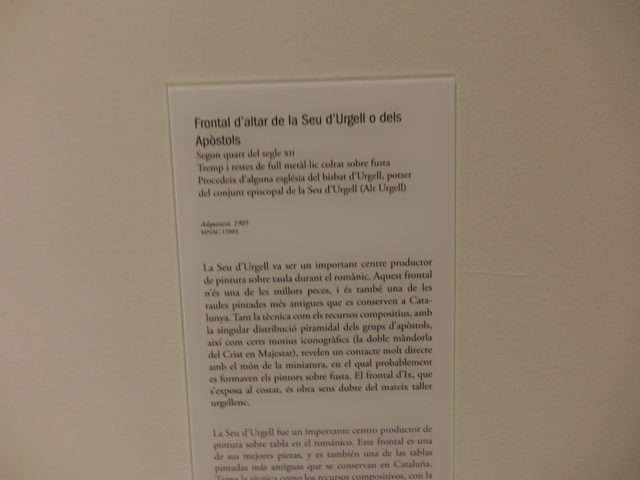 Frontal d'altar de la Seu d'Urgell o dels
Apòstols
Segon quart del segle XII
Tremp i restes de full metàl·lic colrat sobre fusta
Procedeix d'alguna església del bisbat d'Urgell, potser
del conjunt episcopal de la Seu d'Urgell (Alt Urgell)
Adquisició, 1905
MNAC 15803
La Seu d'Urgell va ser un important centre productor
de pintura sobre taula durant el romànic. Aquest frontal
n'és una de les millors peces, i és també una de les
taules pintades més antigues que es conserven a Cata-
lunya. Tant la tècnica com els recursos compositius, amb
la singular distribució piramidal dels grups d'apòstols,
així com certs motius iconogràfics (la doble màndorla
del Crist en Majestat), revelen un contacte molt directe
amb el món de la miniatura, en el qual probablement
es formaven els pintors sobre fusta. El frontal d'Ix, que
s'exposa al costat, és obra sens dubte del mateix taller
urgellenc.
La Seu d'Urgell fue un importante centro productor de
pintura sobre tabla en el románico. Este frontal es una
de sus mejores piezas, y es también una de las tablas
pintadas más antiguas que se conservan en Cataluña.
Tanto la técnica como los recursos compositivos, con la